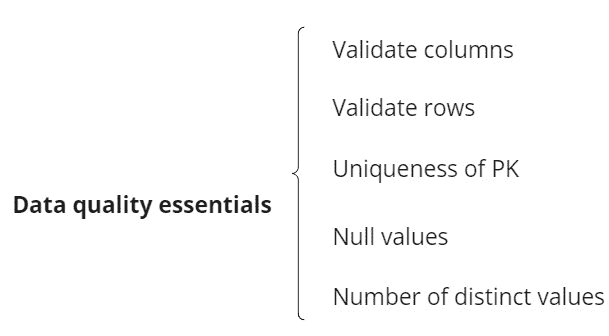 Data quality essentials
Validate columns
Validate rows
Uniqueness of PK
Null values
Number of distinct values